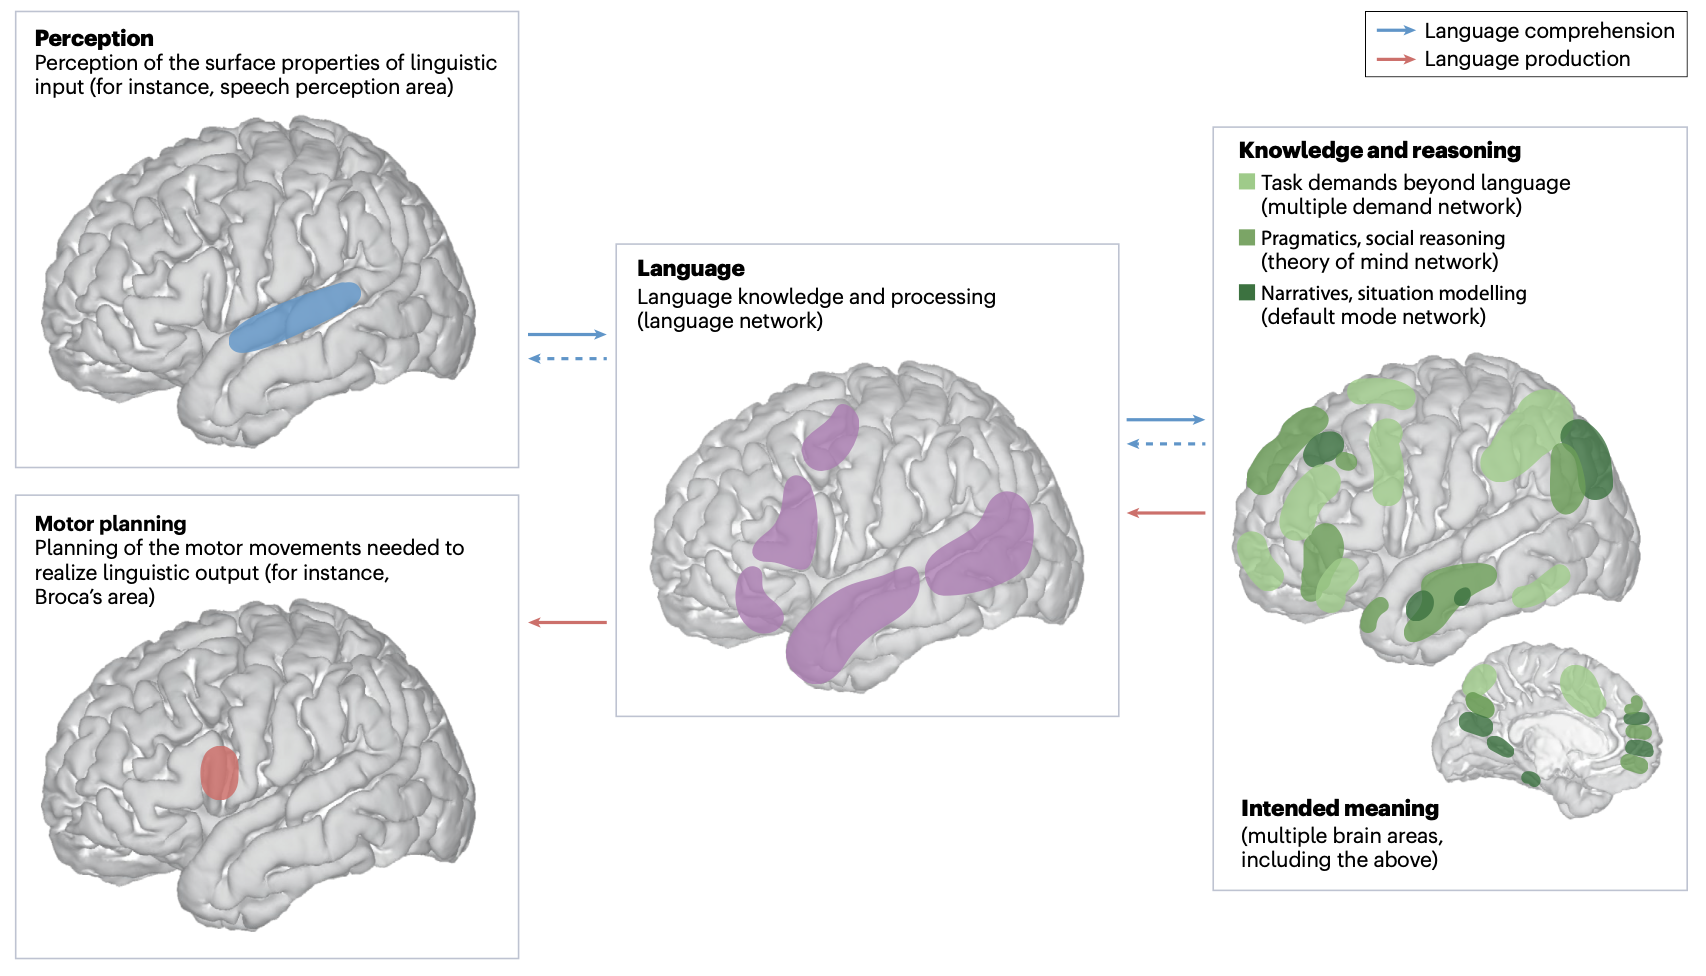 Perception
Perception of the surface properties of linguistic
input (for instance, speech perception area)
Motor planning
Planning of the motor movements needed to
realize linguistic output (for instance,
Broca’s area)
Language
Language knowledge and processing
(language network)
Language comprehension
Language production
Knowledge and reasoning
Task demands beyond language
(multiple demand network)
Pragmatics, social reasoning
(theory of mind network)
Narratives, situation modelling
(default mode network)
Intended meaning
(multiple brain areas,
including the above)